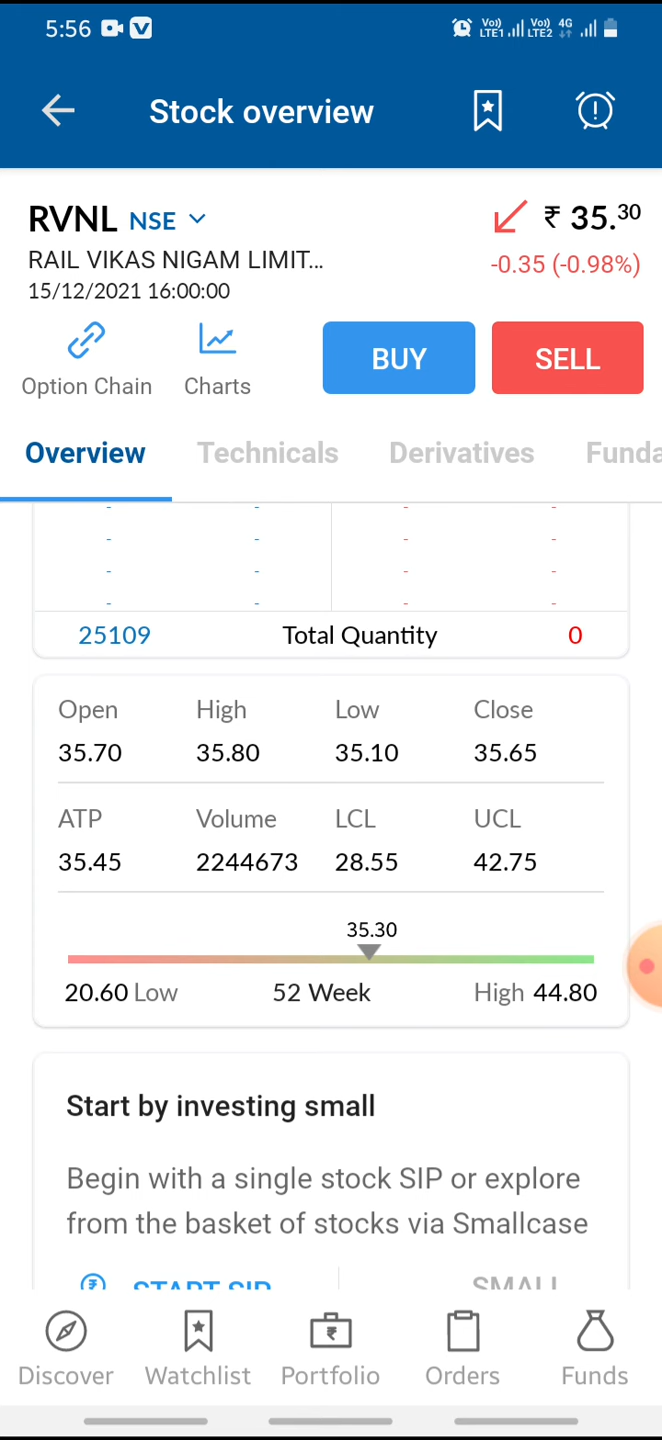 5:56 Vo)) LTE1 Vo)) LTE2 4G
Stock overview
RVNL NSE ₹ 35.30
RAIL VIKAS NIGAM LIMIT... -0.35 (-0.98%)
15/12/2021 16:00:00
Option Chain Charts BUY SELL
Overview Technicals Derivatives Funda
- - - -
- - - -
- - - -
- - - -
25109 Total Quantity 0
Open High Low Close
35.70 35.80 35.10 35.65
ATP Volume LCL UCL
35.45 2244673 28.55 42.75
35.30
20.60 Low 52 Week High 44.80
Start by investing small
Begin with a single stock SIP or explore
from the basket of stocks via Smallcase
START SIP SMALL
Discover Watchlist Portfolio Orders Funds